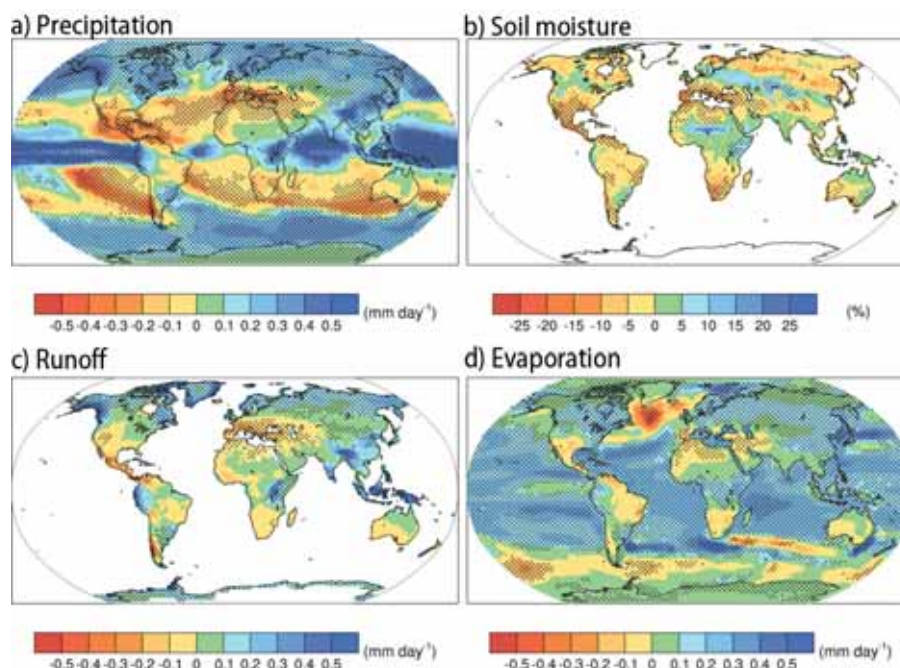 a) Precipitation
b) Soil moisture
-0.5 -0.4 -0.3 -0.2 -0.1 0 0.1 0.2 0.3 0.4 0.5 (mm day⁻¹)
-25 -20 -15 -10 -5 0 5 10 15 20 25 (%)
c) Runoff
d) Evaporation
-0.5 -0.4 -0.3 -0.2 -0.1 0 0.1 0.2 0.3 0.4 0.5 (mm day⁻¹)
-0.5 -0.4 -0.3 -0.2 -0.1 0 0.1 0.2 0.3 0.4 0.5 (mm day⁻¹)